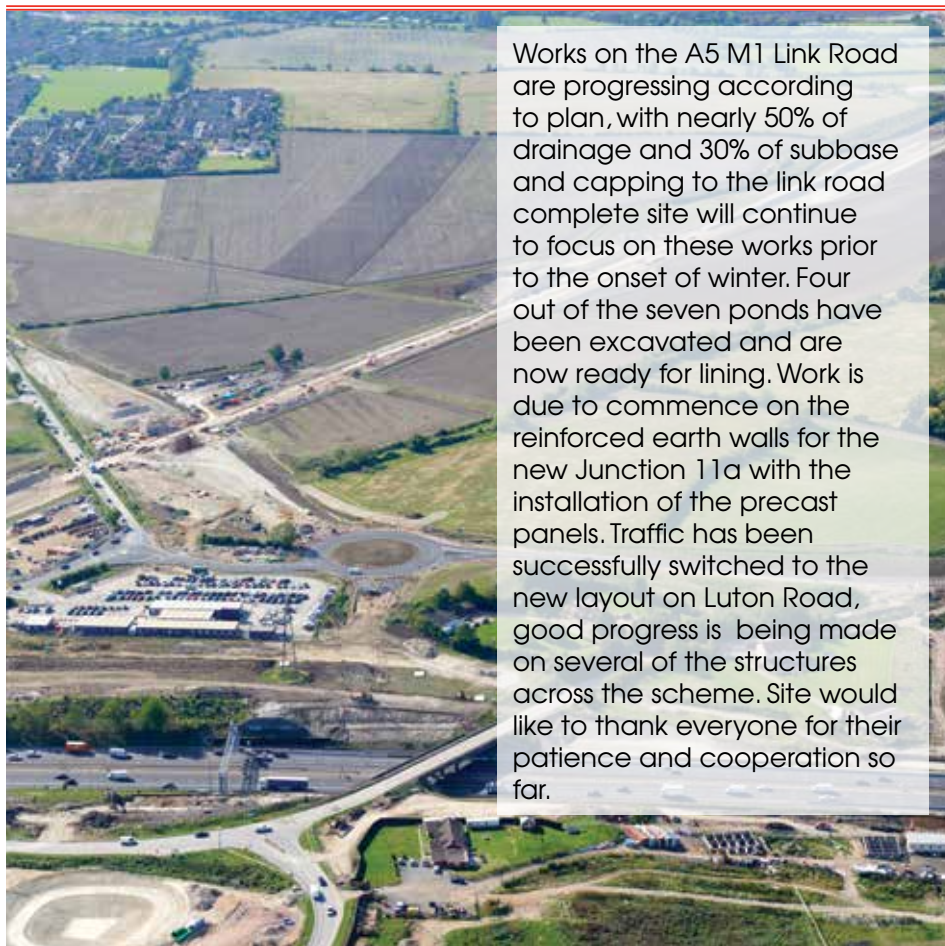 Works on the A5 M1 Link Road
are progressing according
to plan, with nearly 50% of
drainage and 30% of subbase
and capping to the link road
complete site will continue
to focus on these works prior
to the onset of winter. Four
out of the seven ponds have
been excavated and are
now ready for lining. Work is
due to commence on the
reinforced earth walls for the
new Junction 11a with the
installation of the precast
panels. Traffic has been
successfully switched to the
new layout on Luton Road,
good progress is being made
on several of the structures
across the scheme. Site would
like to thank everyone for their
patience and cooperation so
far.